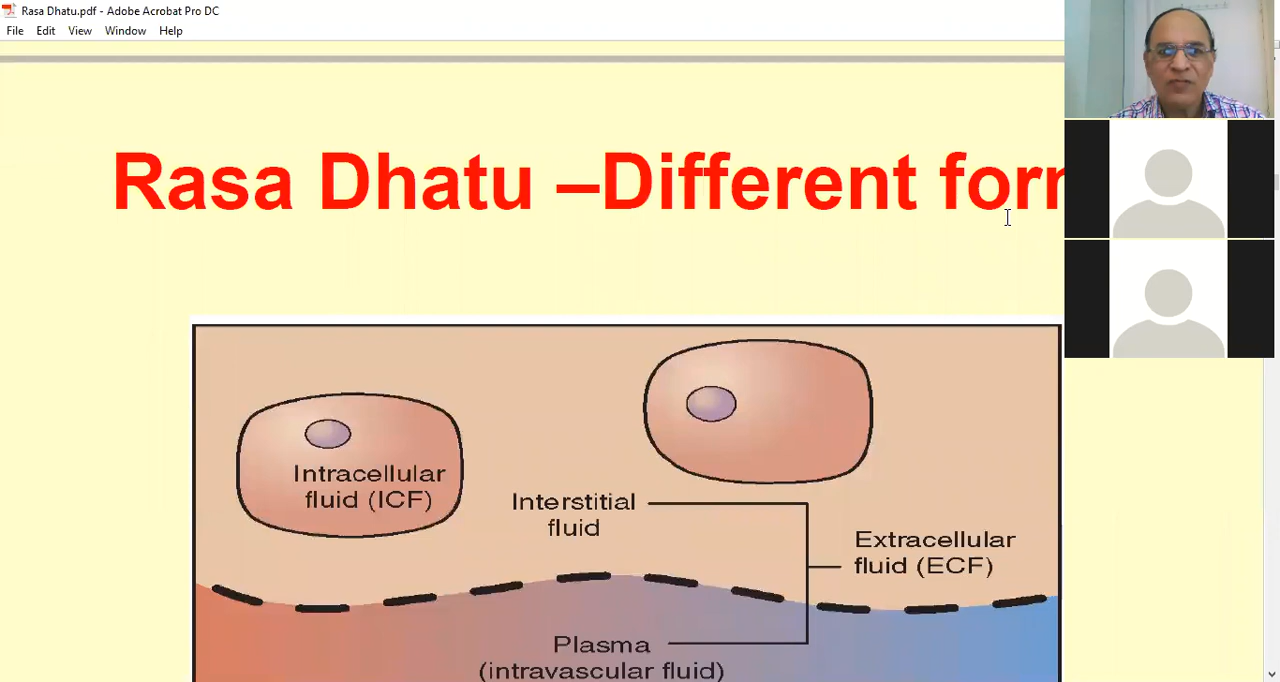 Rasa Dhatu.pdf - Adobe Acrobat Pro DC
File Edit View Window Help
Rasa Dhatu –Different for
Intracellular
fluid (ICF)
Interstitial
fluid
Extracellular
fluid (ECF)
Plasma
(intravascular fluid)